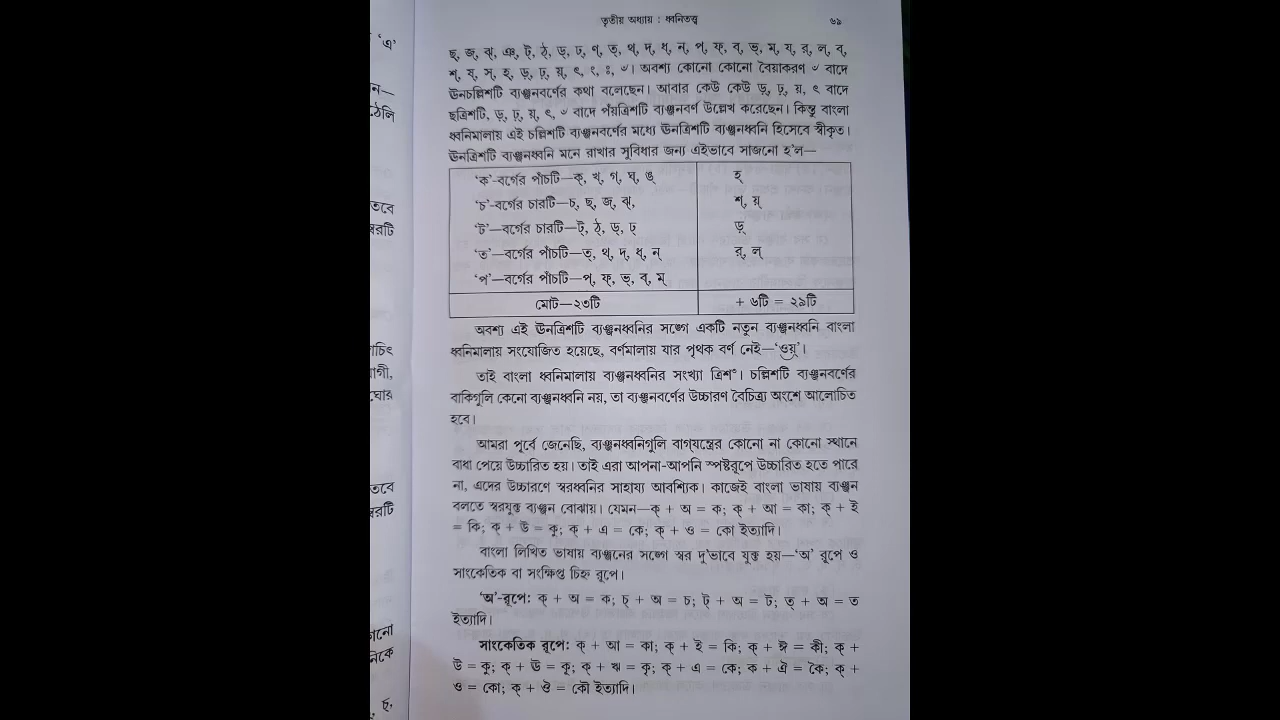 তৃতীয় অধ্যায় : ধ্বনিতত্ত্ব ৬৯
ছ্, জ্, ঝ্, ঞ্, ট্, ঠ্, ড্, ঢ্, ণ্, ত্, থ্, দ্, ধ্, ন্, প্, ফ্, ব্, ভ্, ম্, য্, র্, ল্, ব্,
শ্, ষ্, স্, হ্, ড়্, ঢ়্, য়্, ৎ, ং, ঃ, ঁ। অবশ্য কোনো কোনো বৈয়াকরণ ঁ বাদে
ঊনচল্লিশটি ব্যঞ্জনবর্ণের কথা বলেছেন। আবার কেউ কেউ ড়্, ঢ়্, য়্, ৎ বাদে
ছত্রিশটি, ড়্, ঢ়্, য়্, ৎ, ঁ বাদে পঁয়ত্রিশটি ব্যঞ্জনবর্ণ উল্লেখ করেছেন। কিন্তু বাংলা
ধ্বনিমালায় এই চল্লিশটি ব্যঞ্জনবর্ণের মধ্যে ঊনত্রিশটি ব্যঞ্জনধ্বনি হিসেবে স্বীকৃত।
ঊনত্রিশটি ব্যঞ্জনধ্বনি মনে রাখার সুবিধার জন্য এইভাবে সাজনো হ'ল—
'ক'-বর্গের পাঁচটি—ক্, খ্, গ্, ঘ্, ঙ্ হ্
'চ'-বর্গের চারটি—চ্, ছ্, জ্, ঝ্, শ্, য়্
'ট'—বর্গের চারটি—ট্, ঠ্, ড্, ঢ্ ড়্
'ত'—বর্গের পাঁচটি—ত্, থ্, দ্, ধ্, ন্ র্, ল্
'প'—বর্গের পাঁচটি—প্, ফ্, ভ্, ব্, ম্
মোট—২৩টি + ৬টি = ২৯টি
অবশ্য এই ঊনত্রিশটি ব্যঞ্জনধ্বনির সঙ্গে একটি নতুন ব্যঞ্জনধ্বনি বাংলা
ধ্বনিমালায় সংযোজিত হয়েছে, বর্ণমালায় যার পৃথক বর্ণ নেই—'ওয়্'।
তাই বাংলা ধ্বনিমালায় ব্যঞ্জনধ্বনির সংখ্যা ত্রিশ°। চল্লিশটি ব্যঞ্জনবর্ণের
বাকিগুলি কেনো ব্যঞ্জনধ্বনি নয়, তা ব্যঞ্জনবর্ণের উচ্চারণ বৈচিত্র্য অংশে আলোচিত
হবে।
আমরা পূর্বে জেনেছি, ব্যঞ্জনধ্বনিগুলি বাগ্‌যন্ত্রের কোনো না কোনো স্থানে
বাধা পেয়ে উচ্চারিত হয়। তাই এরা আপনা-আপনি স্পষ্টরূপে উচ্চারিত হতে পারে
না, এদের উচ্চারণে স্বরধ্বনির সাহায্য আবশ্যিক। কাজেই বাংলা ভাষায় ব্যঞ্জন
বলতে স্বরযুক্ত ব্যঞ্জন বোঝায়। যেমন—ক্ + অ = ক; ক্ + আ = কা; ক্ + ই
= কি; ক্ + উ = কু; ক্ + এ = কে; ক্ + ও = কো ইত্যাদি।
বাংলা লিখিত ভাষায় ব্যঞ্জনের সঙ্গে স্বর দু'ভাবে যুক্ত হয়—'অ' রূপে ও
সাংকেতিক বা সংক্ষিপ্ত চিহ্ন রূপে।
'অ'-রূপে: ক্ + অ = ক; চ্ + অ = চ; ট্ + অ = ট; ত্ + অ = ত
ইত্যাদি।
সাংকেতিক রূপে: ক্ + আ = কা; ক্ + ই = কি; ক্ + ঈ = কী; ক্ +
উ = কু; ক্ + ঊ = কূ; ক্ + ঋ = কৃ; ক্ + এ = কে; ক + ঐ = কৈ; ক্ +
ও = কো; ক্ + ঔ = কৌ ইত্যাদি।